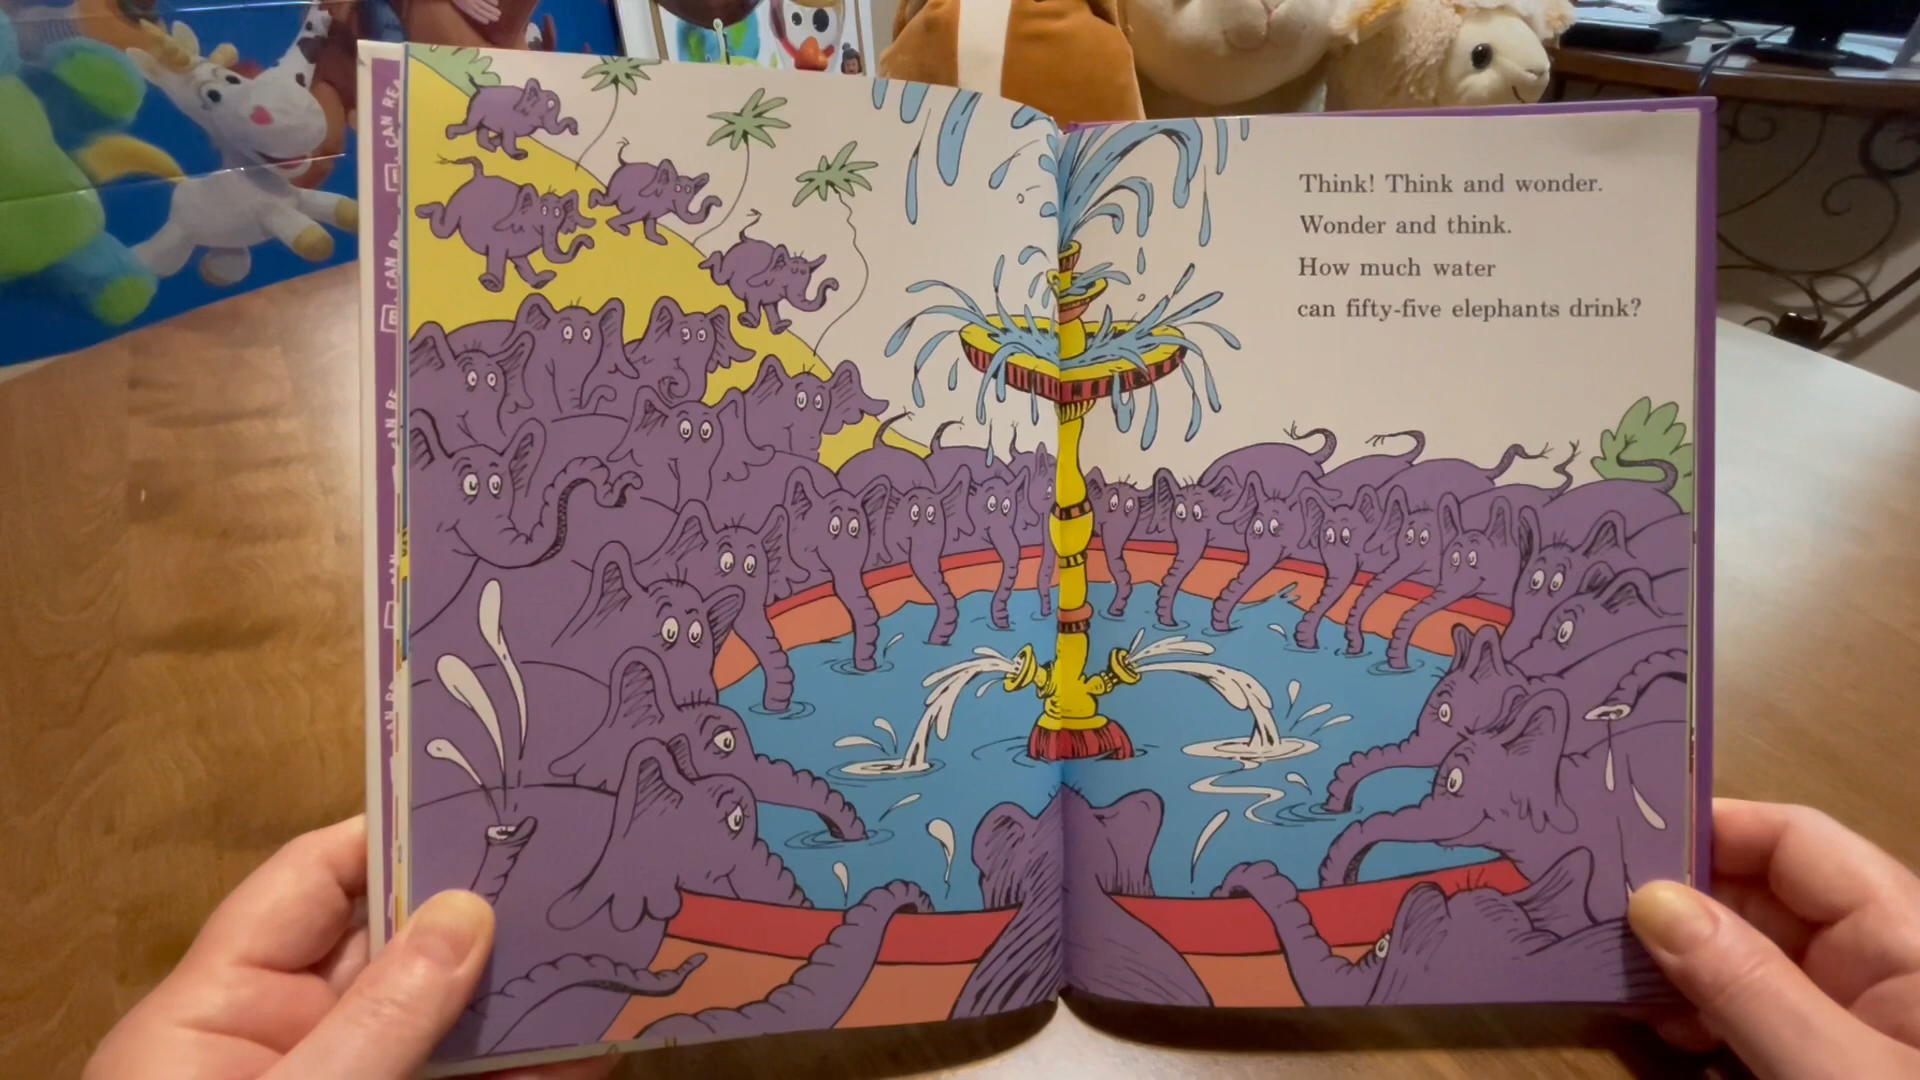 Think! Think and wonder.
Wonder and think.
How much water
can fifty-five elephants drink?